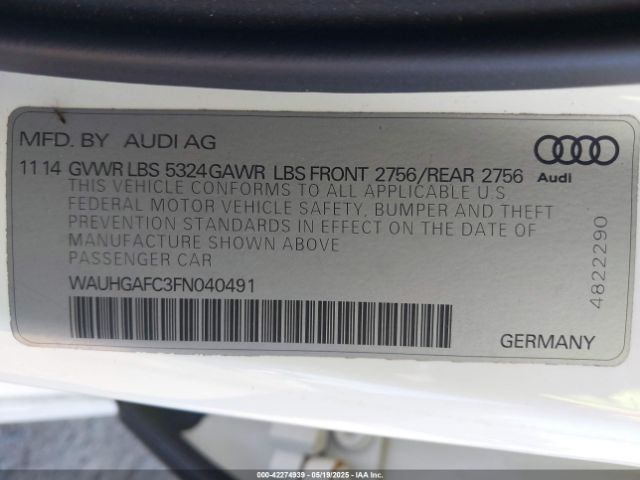 MFD. BY AUDI AG
11 14 GVWR LBS 5324 GAWR LBS FRONT 2756/REAR 2756
Audi
THIS VEHICLE CONFORMS TO ALL APPLICABLE U.S
FEDERAL MOTOR VEHICLE SAFETY, BUMPER AND THEFT
PREVENTION STANDARDS IN EFFECT ON THE DATE OF
MANUFACTURE SHOWN ABOVE
PASSENGER CAR
WAUHGAFC3FN040491
4822290
GERMANY
000-42274939 05/19/2025 COPART